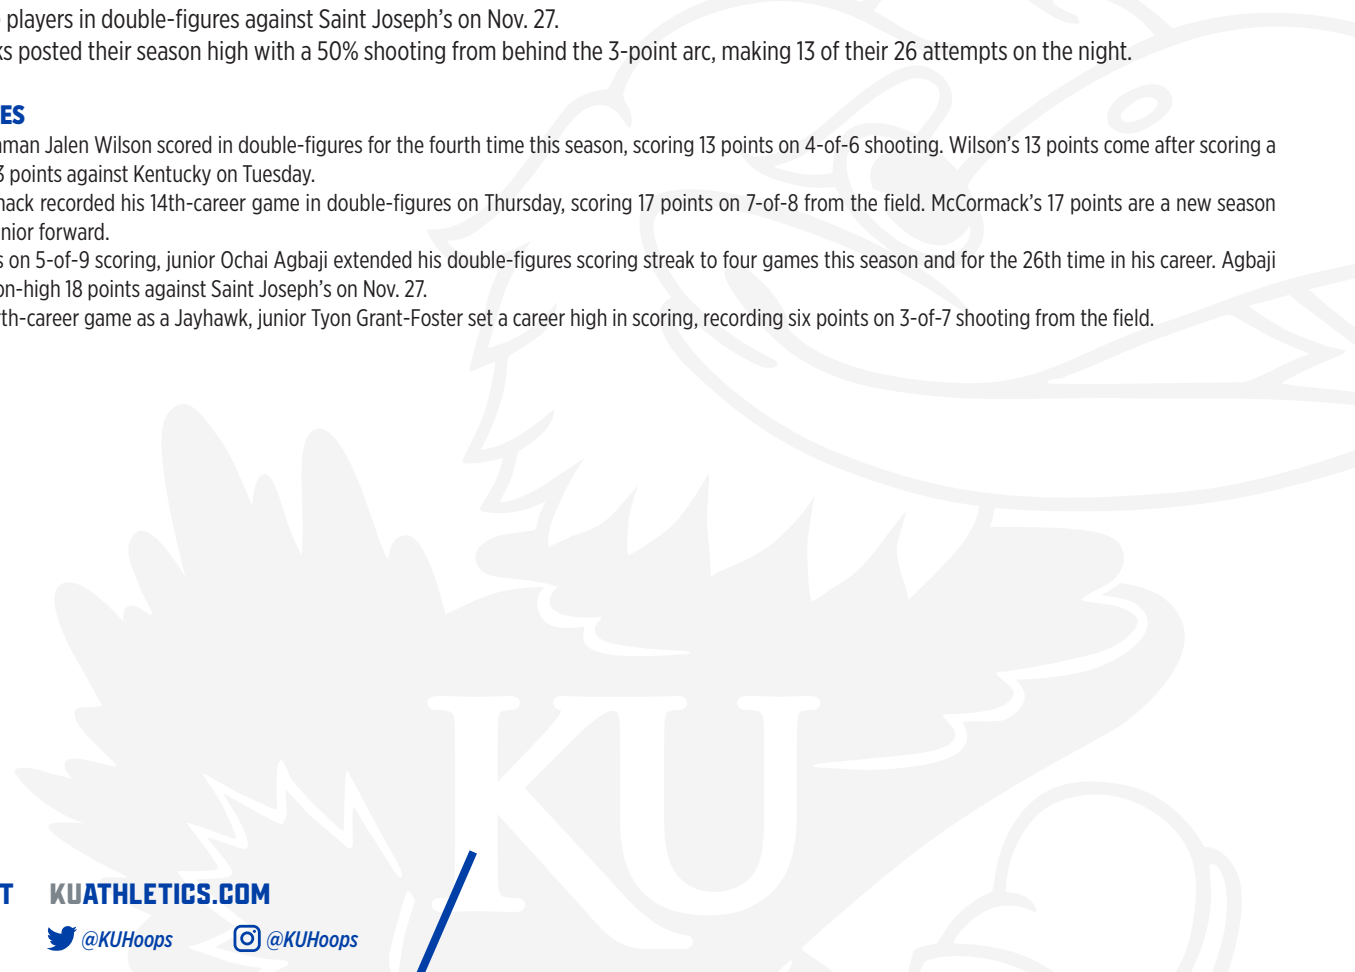 players in double-figures against Saint Joseph’s on Nov. 27.
ks posted their season high with a 50% shooting from behind the 3-point arc, making 13 of their 26 attempts on the night.
ES
man Jalen Wilson scored in double-figures for the fourth time this season, scoring 13 points on 4-of-6 shooting. Wilson’s 13 points come after scoring a
3 points against Kentucky on Tuesday.
mack recorded his 14th-career game in double-figures on Thursday, scoring 17 points on 7-of-8 from the field. McCormack’s 17 points are a new season
nior forward.
s on 5-of-9 scoring, junior Ochai Agbaji extended his double-figures scoring streak to four games this season and for the 26th time in his career. Agbaji
on-high 18 points against Saint Joseph’s on Nov. 27.
th-career game as a Jayhawk, junior Tyon Grant-Foster set a career high in scoring, recording six points on 3-of-7 shooting from the field.
KU
T KUATHLETICS.COM
@KUHoops @KUHoops